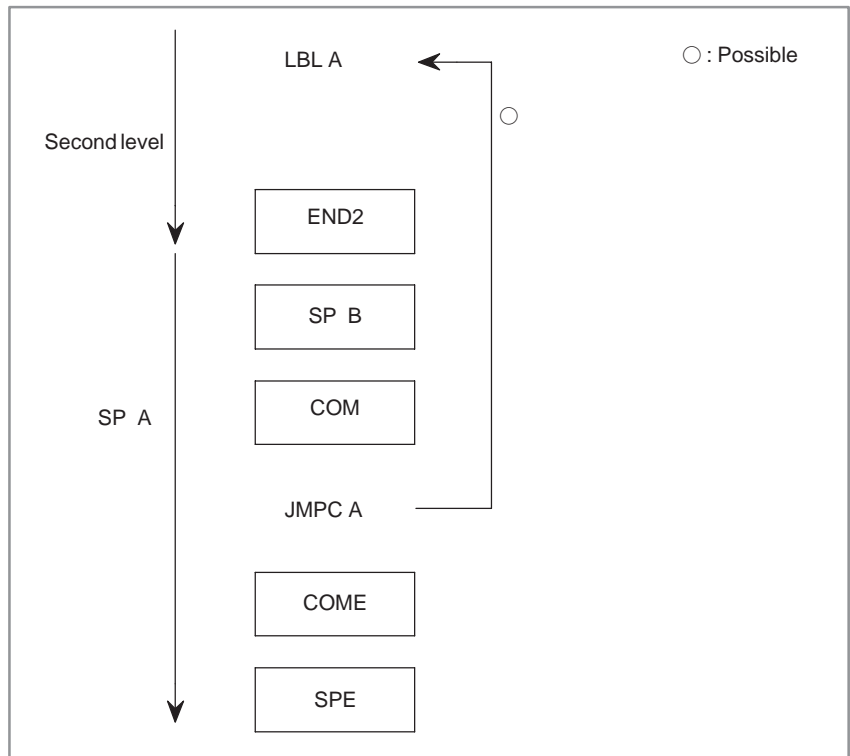 LBL A
○ : Possible
Second level
END2
SP B
COM
SP A
JMPC A
COME
SPE